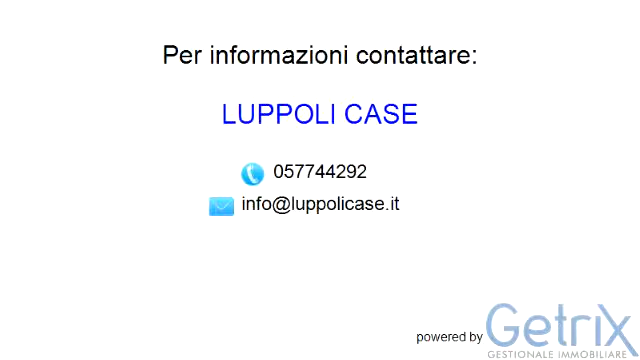 Per informazioni contattare:
LUPPOLI CASE
057744292
info@luppolicase.it
powered by Getrix
GESTIONALE IMMOBILIARE